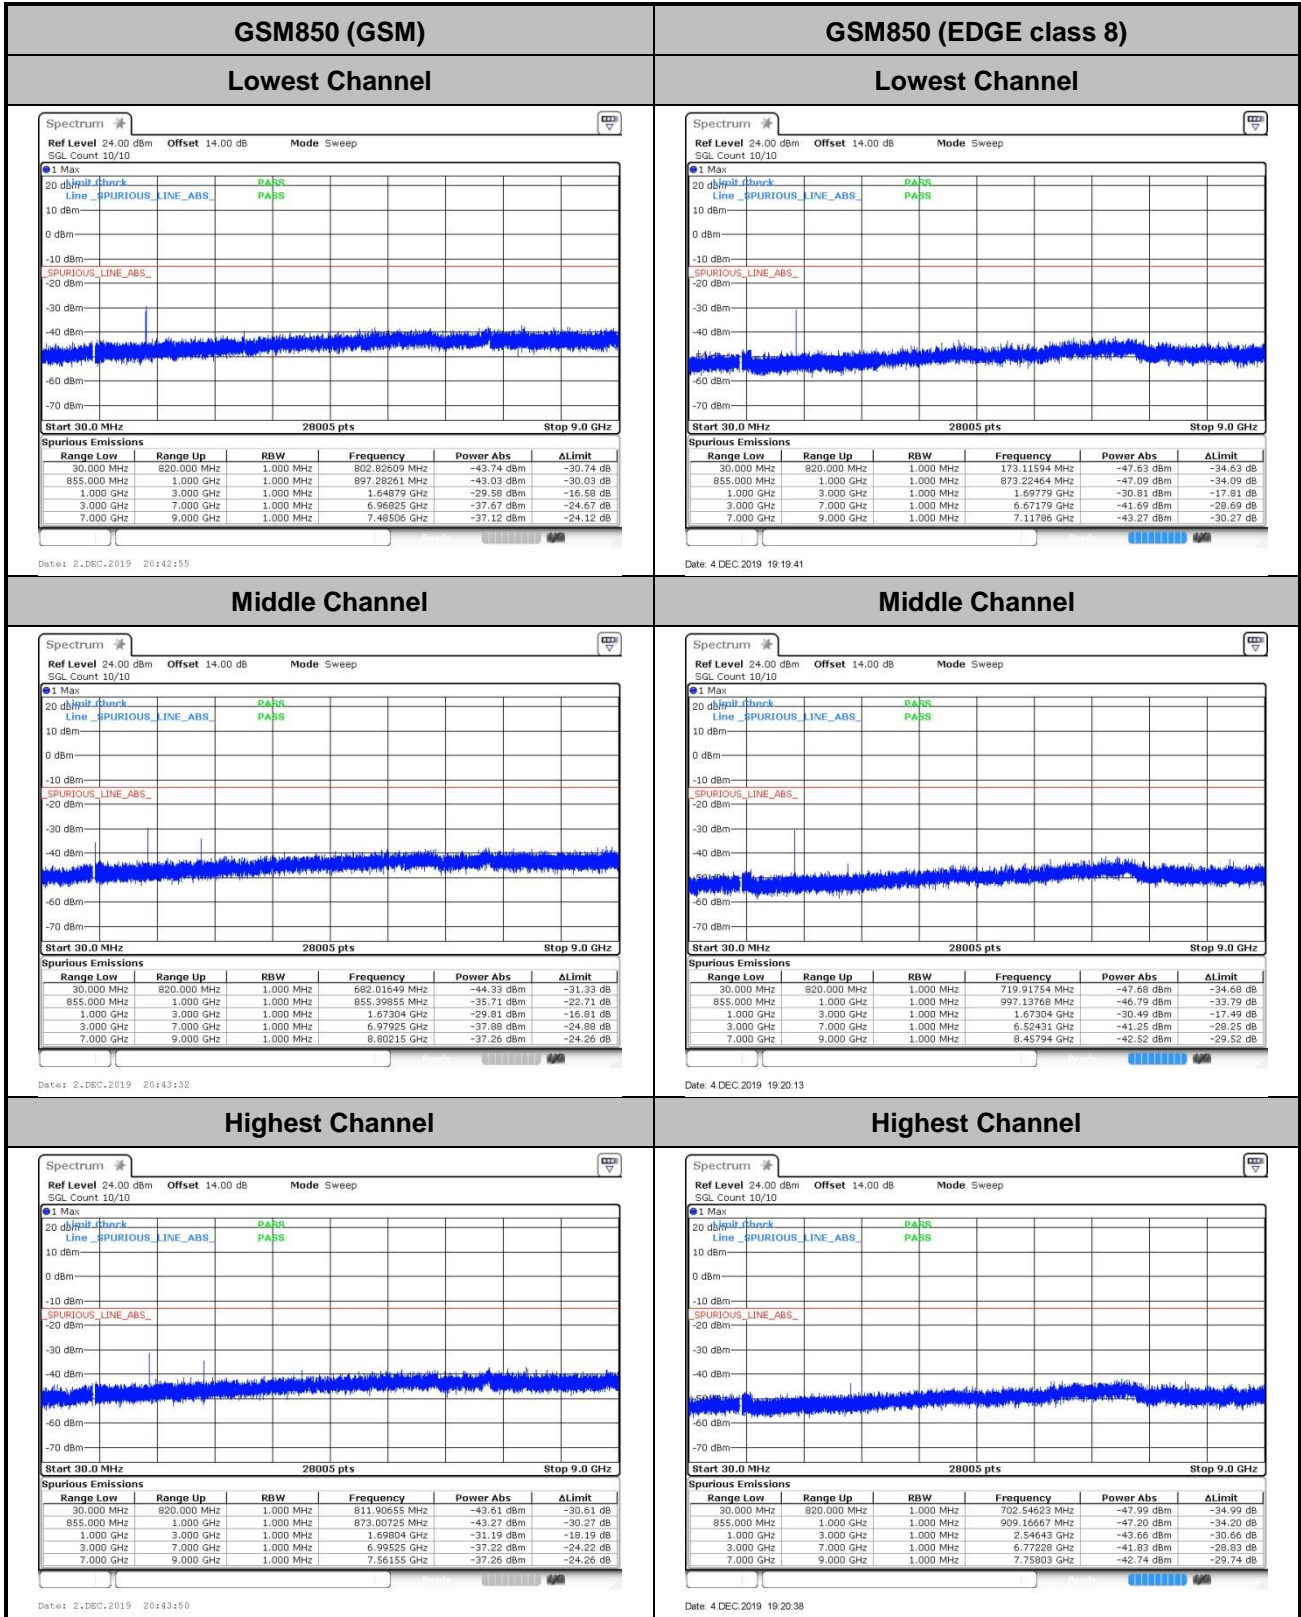 GSM850 (GSM) GSM850 (EDGE class 8)
Lowest Channel Lowest Channel
Spectrum
Ref Level 24.00 dBm Offset 14.00 dB Mode Sweep
SGL Count 10/10
1 Max
20 dBm Limit Check PASS
Line _SPURIOUS_LINE_ABS_ PASS
10 dBm
0 dBm
-10 dBm
_SPURIOUS_LINE_ABS_
-20 dBm
-30 dBm
-40 dBm
-60 dBm
-70 dBm
Start 30.0 MHz 28005 pts Stop 9.0 GHz
Spurious Emissions
Range Low Range Up RBW Frequency Power Abs ΔLimit
30.000 MHz 820.000 MHz 1.000 MHz 802.82609 MHz -43.74 dBm -30.74 dB
855.000 MHz 1.000 GHz 1.000 MHz 897.28261 MHz -43.03 dBm -30.03 dB
1.000 GHz 3.000 GHz 1.000 MHz 1.64879 GHz -29.58 dBm -16.58 dB
3.000 GHz 7.000 GHz 1.000 MHz 6.96825 GHz -37.67 dBm -24.67 dB
7.000 GHz 9.000 GHz 1.000 MHz 7.48506 GHz -37.12 dBm -24.12 dB
Date: 2.DEC.2019 20:42:55
Spectrum
Ref Level 24.00 dBm Offset 14.00 dB Mode Sweep
SGL Count 10/10
1 Max
20 dBm Limit Check PASS
Line _SPURIOUS_LINE_ABS_ PASS
10 dBm
0 dBm
-10 dBm
_SPURIOUS_LINE_ABS_
-20 dBm
-30 dBm
-40 dBm
-60 dBm
-70 dBm
Start 30.0 MHz 28005 pts Stop 9.0 GHz
Spurious Emissions
Range Low Range Up RBW Frequency Power Abs ΔLimit
30.000 MHz 820.000 MHz 1.000 MHz 173.11594 MHz -47.63 dBm -34.63 dB
855.000 MHz 1.000 GHz 1.000 MHz 873.22464 MHz -47.09 dBm -34.09 dB
1.000 GHz 3.000 GHz 1.000 MHz 1.69779 GHz -30.81 dBm -17.81 dB
3.000 GHz 7.000 GHz 1.000 MHz 6.67179 GHz -41.69 dBm -28.69 dB
7.000 GHz 9.000 GHz 1.000 MHz 7.11786 GHz -43.27 dBm -30.27 dB
Date: 4.DEC.2019 19:19:41
Middle Channel Middle Channel
Spectrum
Ref Level 24.00 dBm Offset 14.00 dB Mode Sweep
SGL Count 10/10
1 Max
20 dBm Limit Check PASS
Line _SPURIOUS_LINE_ABS_ PASS
10 dBm
0 dBm
-10 dBm
_SPURIOUS_LINE_ABS_
-20 dBm
-30 dBm
-40 dBm
-60 dBm
-70 dBm
Start 30.0 MHz 28005 pts Stop 9.0 GHz
Spurious Emissions
Range Low Range Up RBW Frequency Power Abs ΔLimit
30.000 MHz 820.000 MHz 1.000 MHz 682.01649 MHz -44.33 dBm -31.33 dB
855.000 MHz 1.000 GHz 1.000 MHz 855.39855 MHz -35.71 dBm -22.71 dB
1.000 GHz 3.000 GHz 1.000 MHz 1.67304 GHz -29.81 dBm -16.81 dB
3.000 GHz 7.000 GHz 1.000 MHz 6.97925 GHz -37.88 dBm -24.88 dB
7.000 GHz 9.000 GHz 1.000 MHz 8.80215 GHz -37.26 dBm -24.26 dB
Date: 2.DEC.2019 20:43:32
Spectrum
Ref Level 24.00 dBm Offset 14.00 dB Mode Sweep
SGL Count 10/10
1 Max
20 dBm Limit Check PASS
Line _SPURIOUS_LINE_ABS_ PASS
10 dBm
0 dBm
-10 dBm
_SPURIOUS_LINE_ABS_
-20 dBm
-30 dBm
-40 dBm
-60 dBm
-70 dBm
Start 30.0 MHz 28005 pts Stop 9.0 GHz
Spurious Emissions
Range Low Range Up RBW Frequency Power Abs ΔLimit
30.000 MHz 820.000 MHz 1.000 MHz 719.91754 MHz -47.68 dBm -34.68 dB
855.000 MHz 1.000 GHz 1.000 MHz 997.13768 MHz -46.79 dBm -33.79 dB
1.000 GHz 3.000 GHz 1.000 MHz 1.67304 GHz -30.49 dBm -17.49 dB
3.000 GHz 7.000 GHz 1.000 MHz 6.52431 GHz -41.25 dBm -28.25 dB
7.000 GHz 9.000 GHz 1.000 MHz 8.45794 GHz -42.52 dBm -29.52 dB
Date: 4.DEC.2019 19:20:13
Highest Channel Highest Channel
Spectrum
Ref Level 24.00 dBm Offset 14.00 dB Mode Sweep
SGL Count 10/10
1 Max
20 dBm Limit Check PASS
Line _SPURIOUS_LINE_ABS_ PASS
10 dBm
0 dBm
-10 dBm
_SPURIOUS_LINE_ABS_
-20 dBm
-30 dBm
-40 dBm
-60 dBm
-70 dBm
Start 30.0 MHz 28005 pts Stop 9.0 GHz
Spurious Emissions
Range Low Range Up RBW Frequency Power Abs ΔLimit
30.000 MHz 820.000 MHz 1.000 MHz 811.90655 MHz -43.61 dBm -30.61 dB
855.000 MHz 1.000 GHz 1.000 MHz 873.00725 MHz -43.27 dBm -30.27 dB
1.000 GHz 3.000 GHz 1.000 MHz 1.69804 GHz -31.19 dBm -18.19 dB
3.000 GHz 7.000 GHz 1.000 MHz 6.99525 GHz -37.22 dBm -24.22 dB
7.000 GHz 9.000 GHz 1.000 MHz 7.56155 GHz -37.26 dBm -24.26 dB
Date: 2.DEC.2019 20:43:50
Spectrum
Ref Level 24.00 dBm Offset 14.00 dB Mode Sweep
SGL Count 10/10
1 Max
20 dBm Limit Check PASS
Line _SPURIOUS_LINE_ABS_ PASS
10 dBm
0 dBm
-10 dBm
_SPURIOUS_LINE_ABS_
-20 dBm
-30 dBm
-40 dBm
-60 dBm
-70 dBm
Start 30.0 MHz 28005 pts Stop 9.0 GHz
Spurious Emissions
Range Low Range Up RBW Frequency Power Abs ΔLimit
30.000 MHz 820.000 MHz 1.000 MHz 702.54623 MHz -47.99 dBm -34.99 dB
855.000 MHz 1.000 GHz 1.000 MHz 909.16667 MHz -47.20 dBm -34.20 dB
1.000 GHz 3.000 GHz 1.000 MHz 2.54643 GHz -43.66 dBm -30.66 dB
3.000 GHz 7.000 GHz 1.000 MHz 6.77228 GHz -41.83 dBm -28.83 dB
7.000 GHz 9.000 GHz 1.000 MHz 7.75803 GHz -42.74 dBm -29.74 dB
Date: 4.DEC.2019 19:20:38